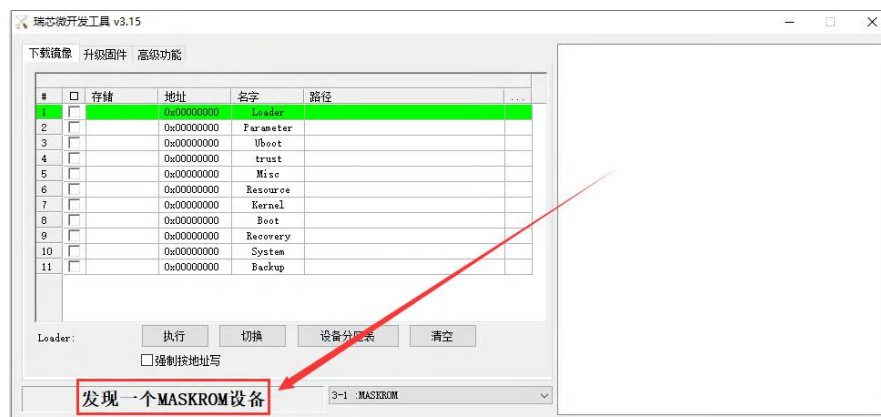 瑞芯微开发工具 v3.15
下载镜像 升级固件 高级功能
# 存储 地址 名字 路径 ...
1 0x00000000 Loader
2 0x00000000 Parameter
3 0x00000000 Uboot
4 0x00000000 trust
5 0x00000000 Misc
6 0x00000000 Resource
7 0x00000000 Kernel
8 0x00000000 Boot
9 0x00000000 Recovery
10 0x00000000 System
11 0x00000000 Backup
Loader: 执行 切换 设备分区表 清空
强制按地址写
发现一个MASKROM设备 3-1 :MASKROM